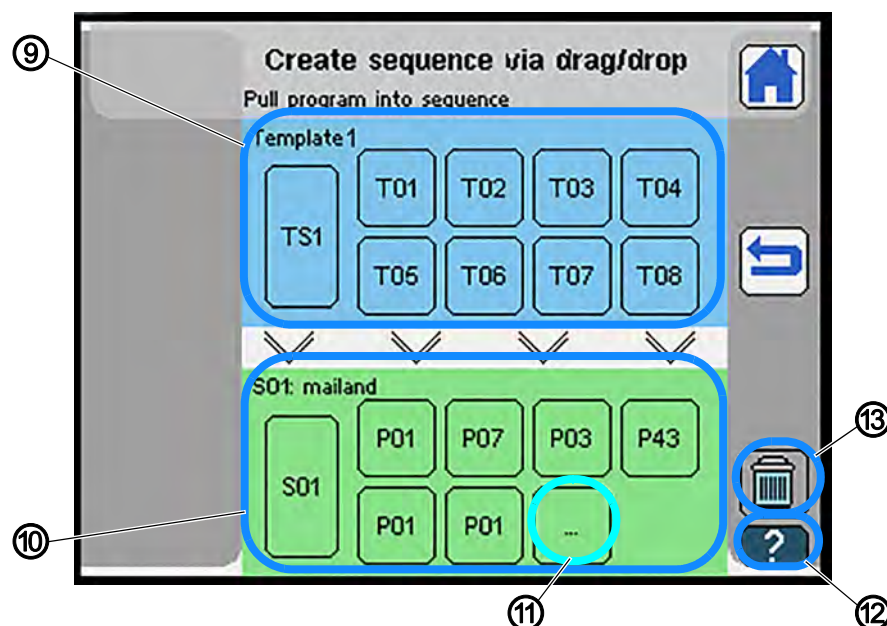 ⑨
Create sequence via drag/drop
Pull program into sequence
Template 1
TS1
T01 T02 T03 T04
T05 T06 T07 T08
S01: mailand
S01
P01 P07 P03 P43
P01 P01 ...
?
⑩
⑪
⑫
⑬